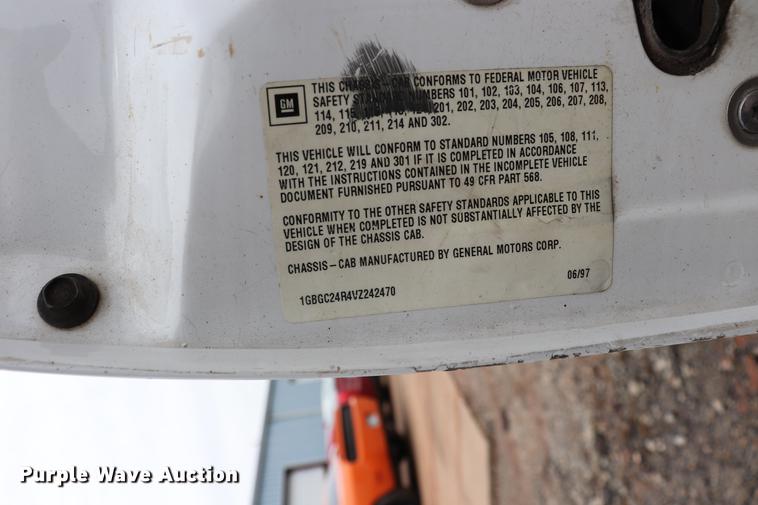 GM
THIS CHASSIS-CAB CONFORMS TO FEDERAL MOTOR VEHICLE
SAFETY NUMBERS 101, 102, 103, 104, 106, 107, 113,
114, 201, 202, 203, 204, 205, 206, 207, 208,
209, 210, 211, 214 AND 302.
THIS VEHICLE WILL CONFORM TO STANDARD NUMBERS 105, 108, 111,
120, 121, 212, 219 AND 301 IF IT IS COMPLETED IN ACCORDANCE
WITH THE INSTRUCTIONS CONTAINED IN THE INCOMPLETE VEHICLE
DOCUMENT FURNISHED PURSUANT TO 49 CFR PART 568.
CONFORMITY TO THE OTHER SAFETY STANDARDS APPLICABLE TO THIS
VEHICLE WHEN COMPLETED IS NOT SUBSTANTIALLY AFFECTED BY THE
DESIGN OF THE CHASSIS CAB.
CHASSIS-CAB MANUFACTURED BY GENERAL MOTORS CORP.
06/97
1GBGC24R4VZ242470
Purple Wave Auction